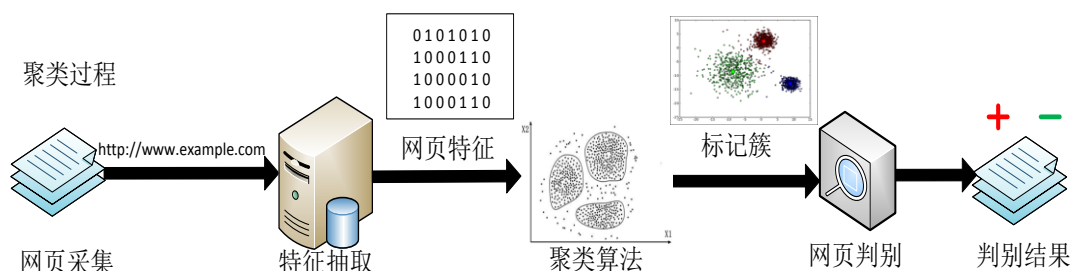 聚类过程
http://www.example.com
0101010
1000110
1000010
1000110
网页特征
标记簇
X2
X1
+ −
网页采集
特征抽取
聚类算法
网页判别
判别结果